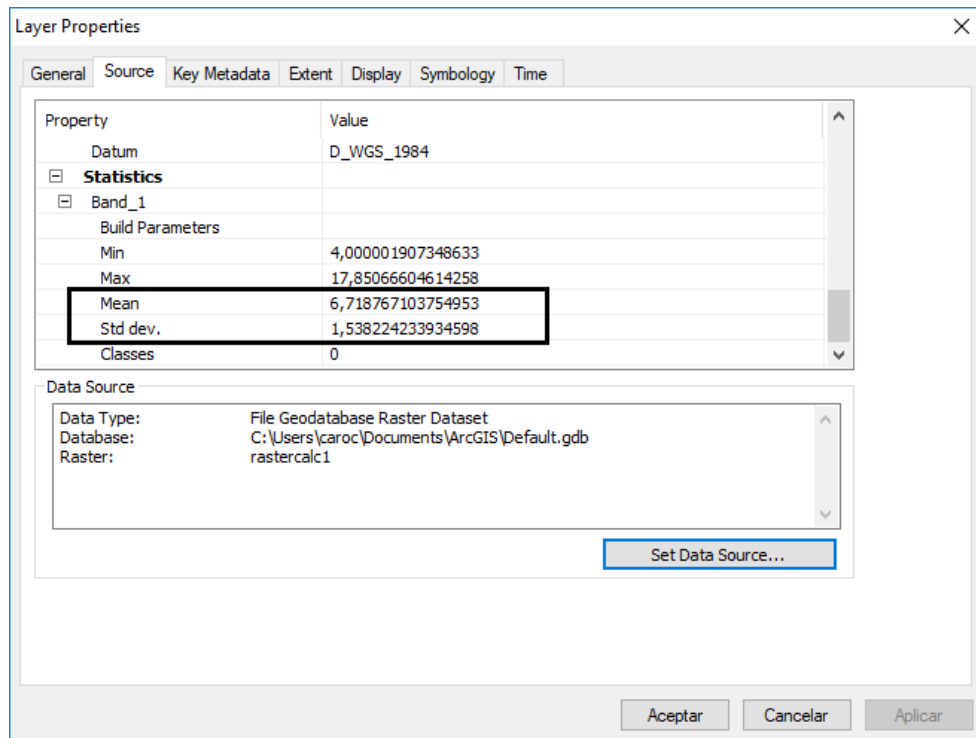 Layer Properties
General Source Key Metadata Extent Display Symbology Time
Property Value
Datum D_WGS_1984
Statistics
Band_1
Build Parameters
Min 4,000001907348633
Max 17,85066604614258
Mean 6,718767103754953
Std dev. 1,538224233934598
Classes 0
Data Source
Data Type: File Geodatabase Raster Dataset
Database: C:\Users\caroc\Documents\ArcGIS\Default.gdb
Raster: rastercalc1
Set Data Source...
Aceptar Cancelar Aplicar